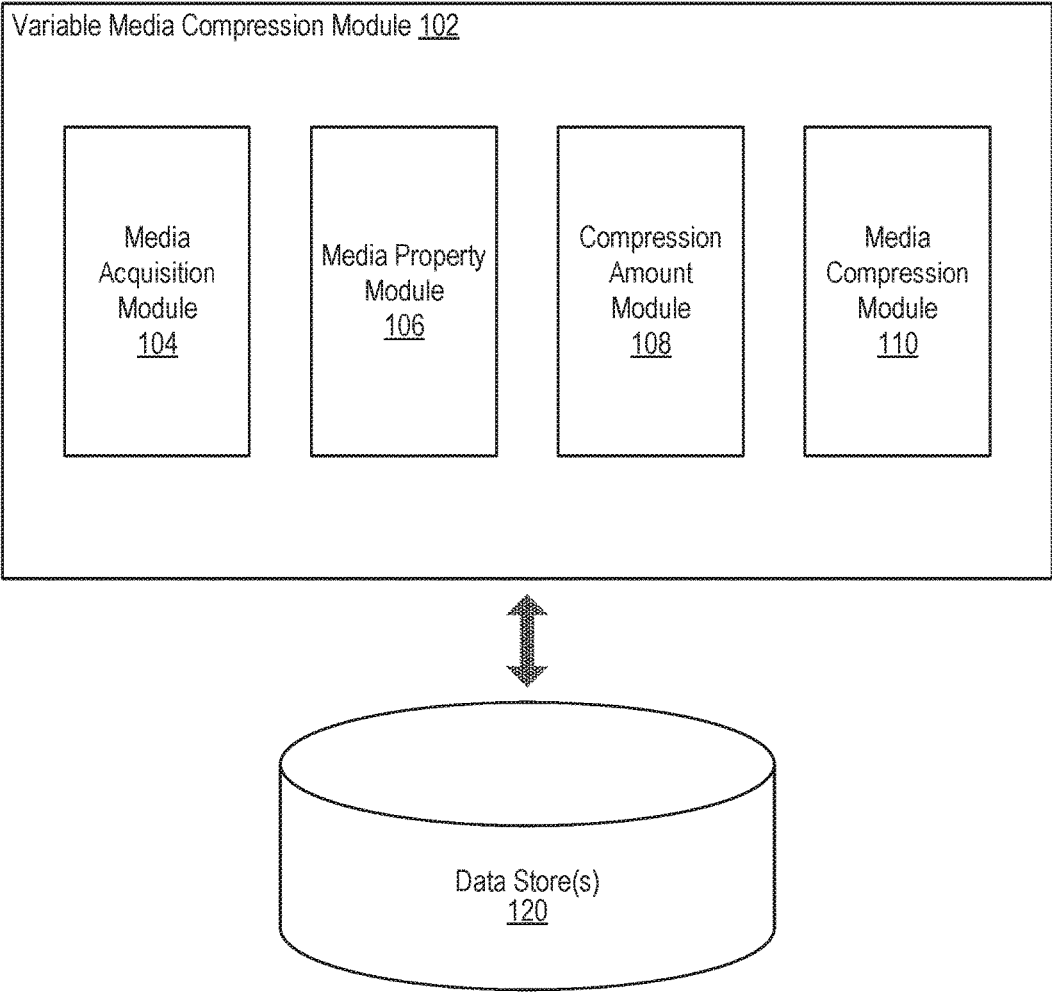 Variable Media Compression Module 102
Media
Acquisition
Module
104
Media Property
Module
106
Compression
Amount
Module
108
Media
Compression
Module
110
Data Store(s)
120